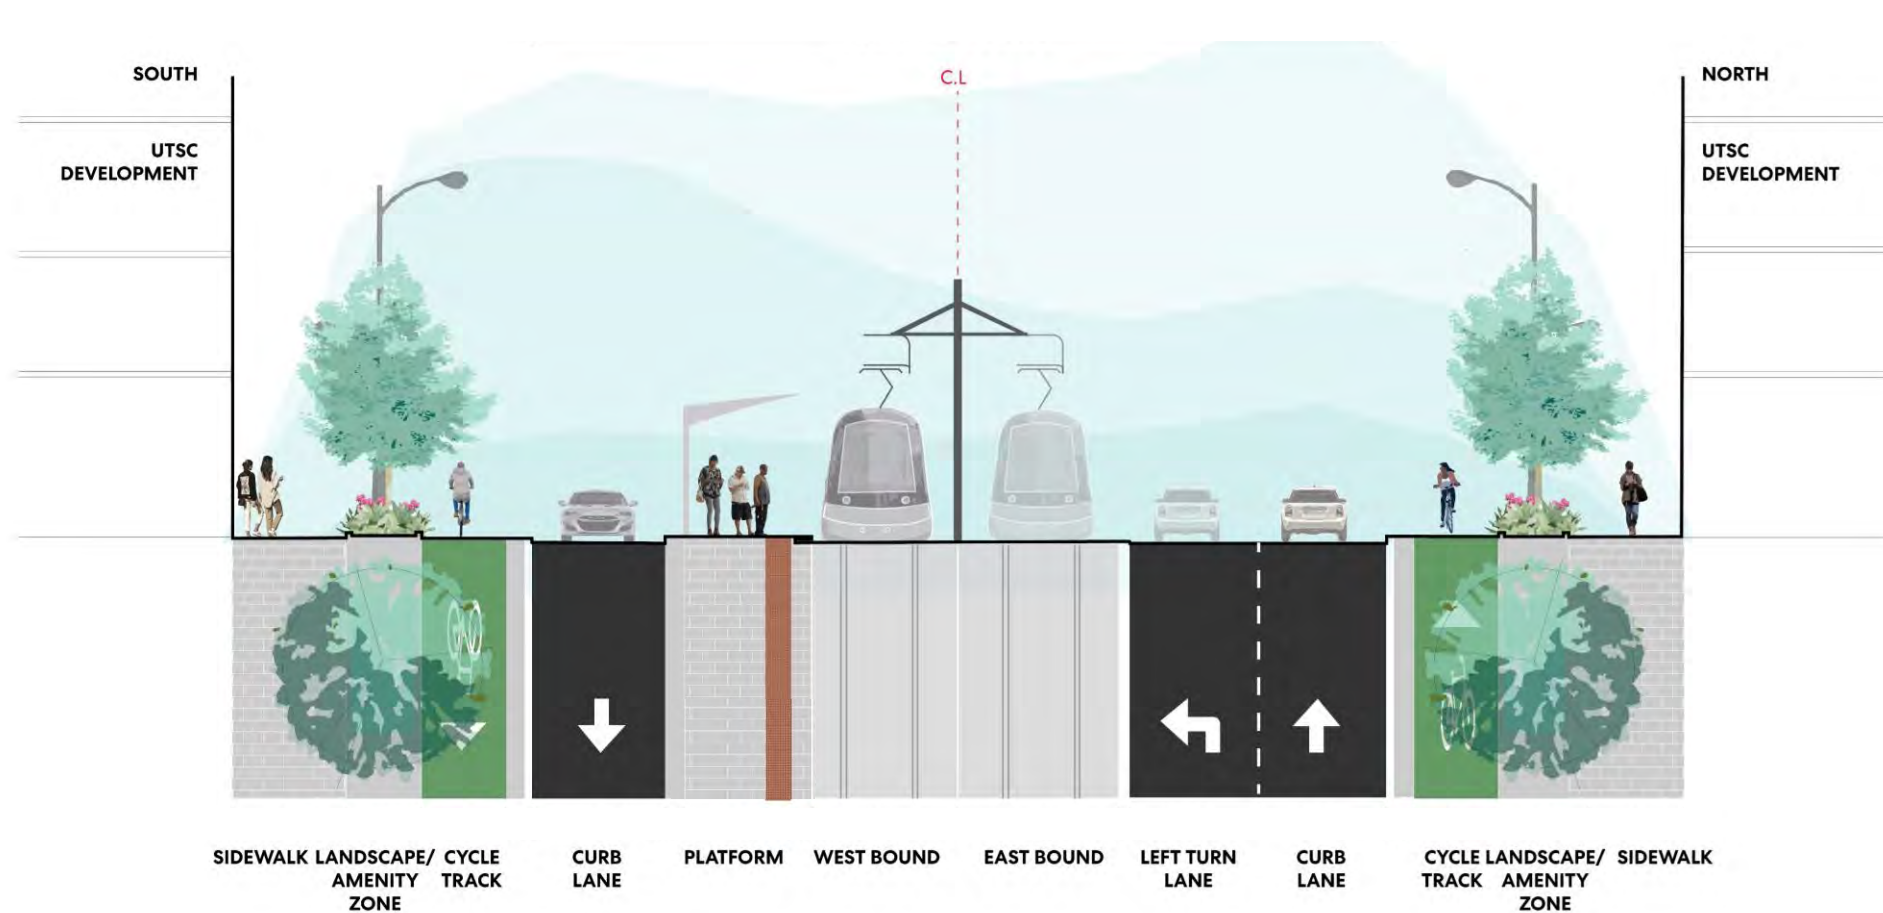 SOUTH
C.L
NORTH
UTSC
DEVELOPMENT
UTSC
DEVELOPMENT
SIDEWALK
LANDSCAPE/
AMENITY
ZONE
CYCLE
TRACK
CURB
LANE
PLATFORM
WEST BOUND
EAST BOUND
LEFT TURN
LANE
CURB
LANE
CYCLE
TRACK
LANDSCAPE/
AMENITY
ZONE
SIDEWALK